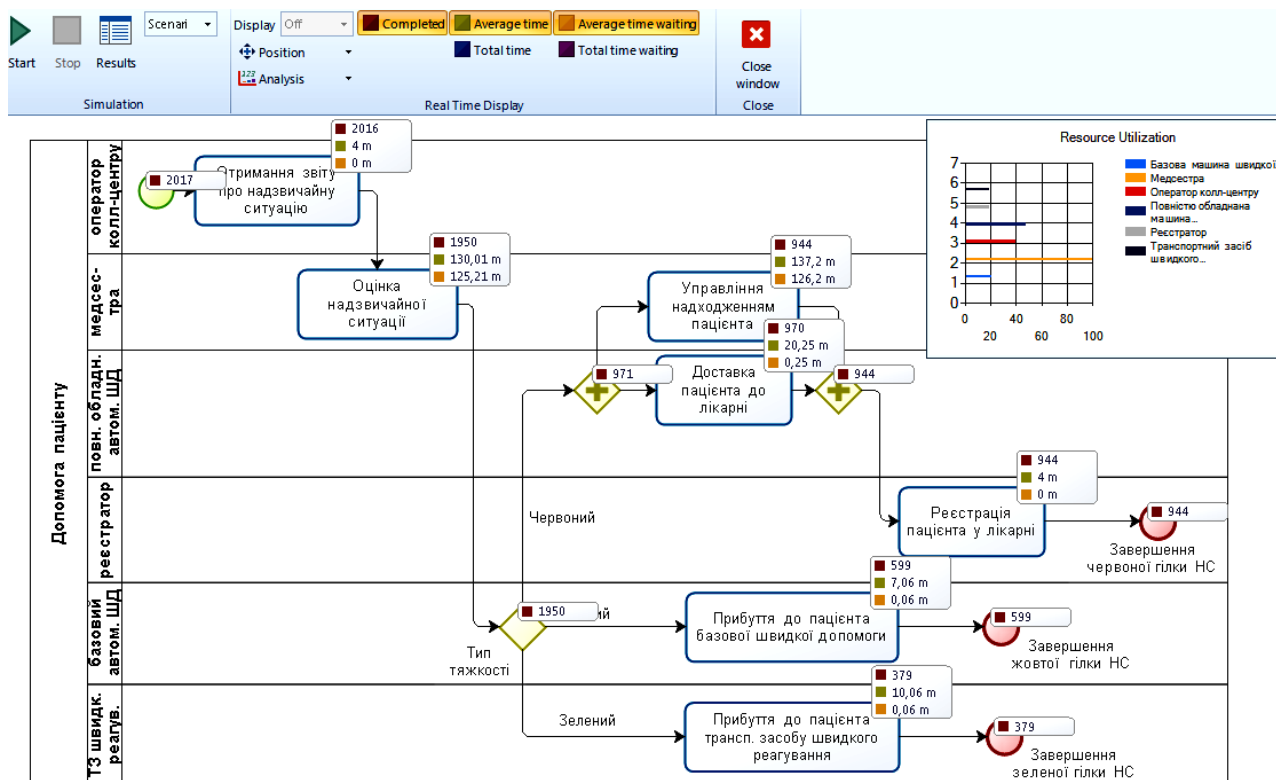 Scenari
Display Off
Completed
Average time
Average time waiting
Position
Total time
Total time waiting
Start
Stop
Results
Analysis
Close
window
Simulation
Real Time Display
Close
Допомога пацієнту
оператор
колл-центру
2017
Отримання звіту
про надзвичайну
ситуацію
2016
4 m
0 m
Resource Utilization
7
6
5
4
3
2
1
0
0
20
40
60
80
100
Базова машина швидкої
Медсестра
Оператор колл-центру
Повністю обладнана
машина...
Реєстратор
Транспортний засіб
швидкого...
медсес-
тра
Оцінка
надзвичайної
ситуації
1950
130,01 m
125,21 m
Управління
надходженням
пацієнта
944
137,2 m
126,2 m
повн. обладн.
автом. ШД
971
Доставка
пацієнта до
лікарні
970
20,25 m
0,25 m
944
реєстратор
Червоний
Реєстрація
пацієнта у лікарні
944
4 m
0 m
944
Завершення
червоної гілки НС
базовий
автом. ШД
1950
ий
Тип
тяжкості
Прибуття до пацієнта
базової швидкої допомоги
599
7,06 m
0,06 m
599
Завершення
жовтої гілки НС
ТЗ швидк.
реагув.
Зелений
Прибуття до пацієнта
трансп. засобу швидкого
реагування
379
10,06 m
0,06 m
379
Завершення
зеленої гілки НС